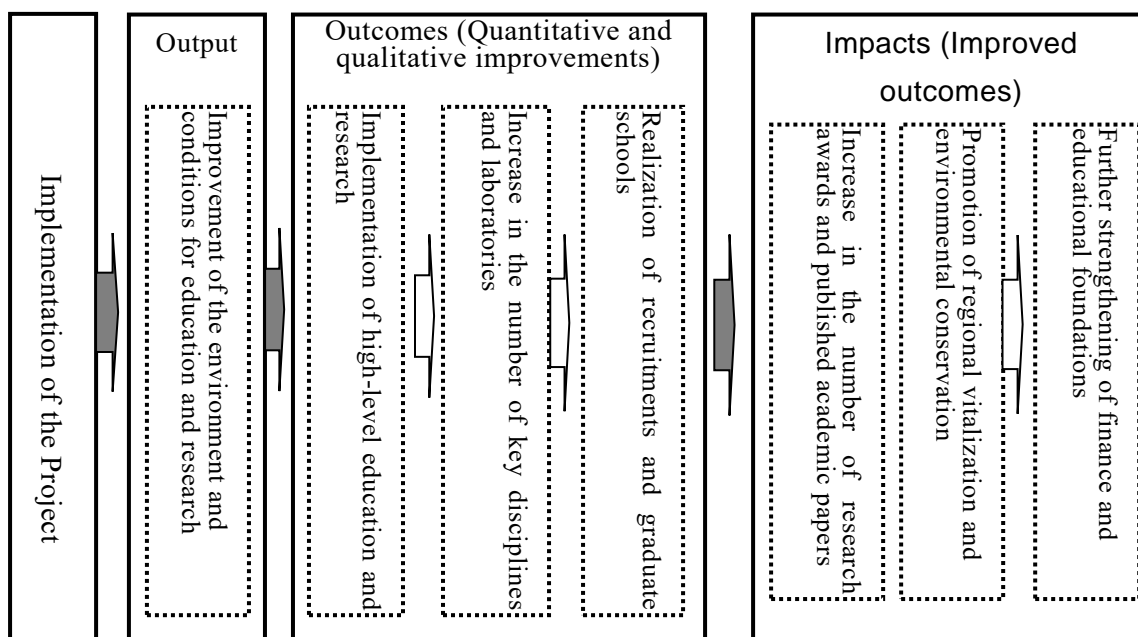 Implementation of the Project
Output
Improvement of the environment and
conditions for education and research
Outcomes (Quantitative and
qualitative improvements)
Implementation of high-level education and
research
Increase in the number of key disciplines
and laboratories
Realization of recruitments and graduate
schools
Impacts (Improved
outcomes)
Increase in the number of research
awards and published academic papers
Promotion of regional vitalization and
environmental conservation
Further strengthening of finance and
educational foundations